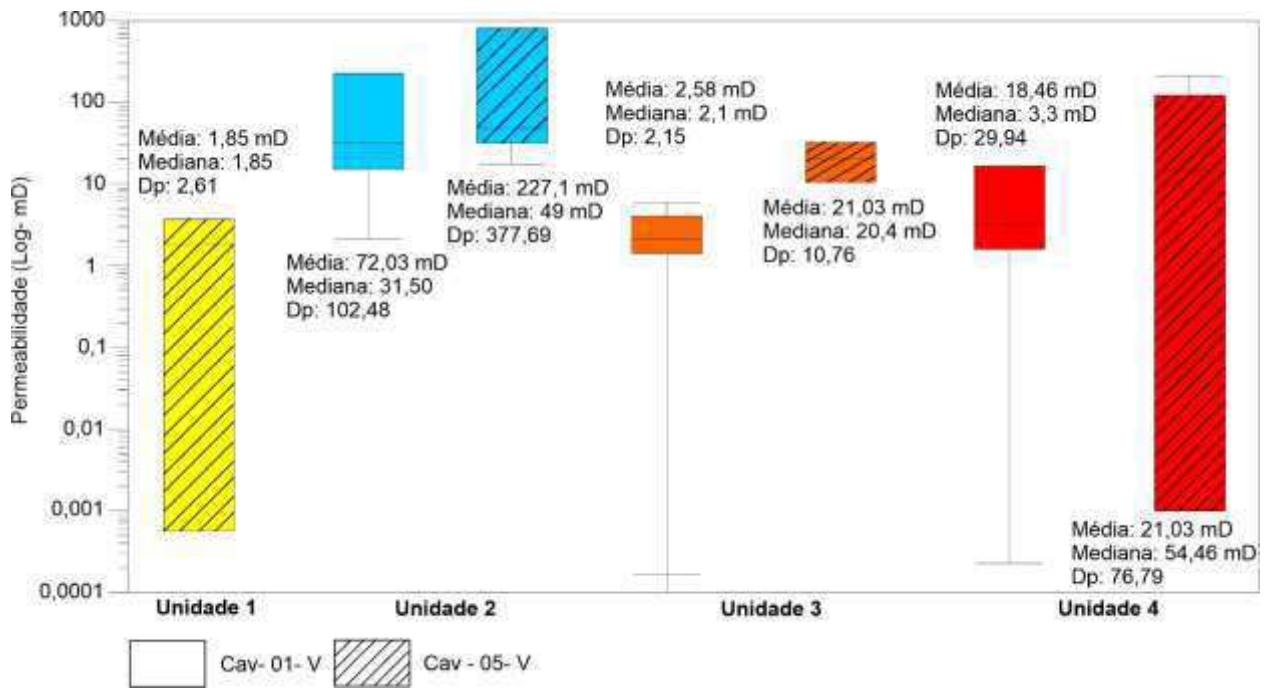 Permeabilidade (Log- mD)
1000
100
10
1
0,1
0,01
0,001
0,0001
Média: 1,85 mD
Mediana: 1,85
Dp: 2,61
Média: 72,03 mD
Mediana: 31,50
Dp: 102,48
Média: 227,1 mD
Mediana: 49 mD
Dp: 377,69
Média: 2,58 mD
Mediana: 2,1 mD
Dp: 2,15
Média: 21,03 mD
Mediana: 20,4 mD
Dp: 10,76
Média: 18,46 mD
Mediana: 3,3 mD
Dp: 29,94
Média: 21,03 mD
Mediana: 54,46 mD
Dp: 76,79
Unidade 1
Unidade 2
Unidade 3
Unidade 4
Cav- 01- V
Cav - 05- V